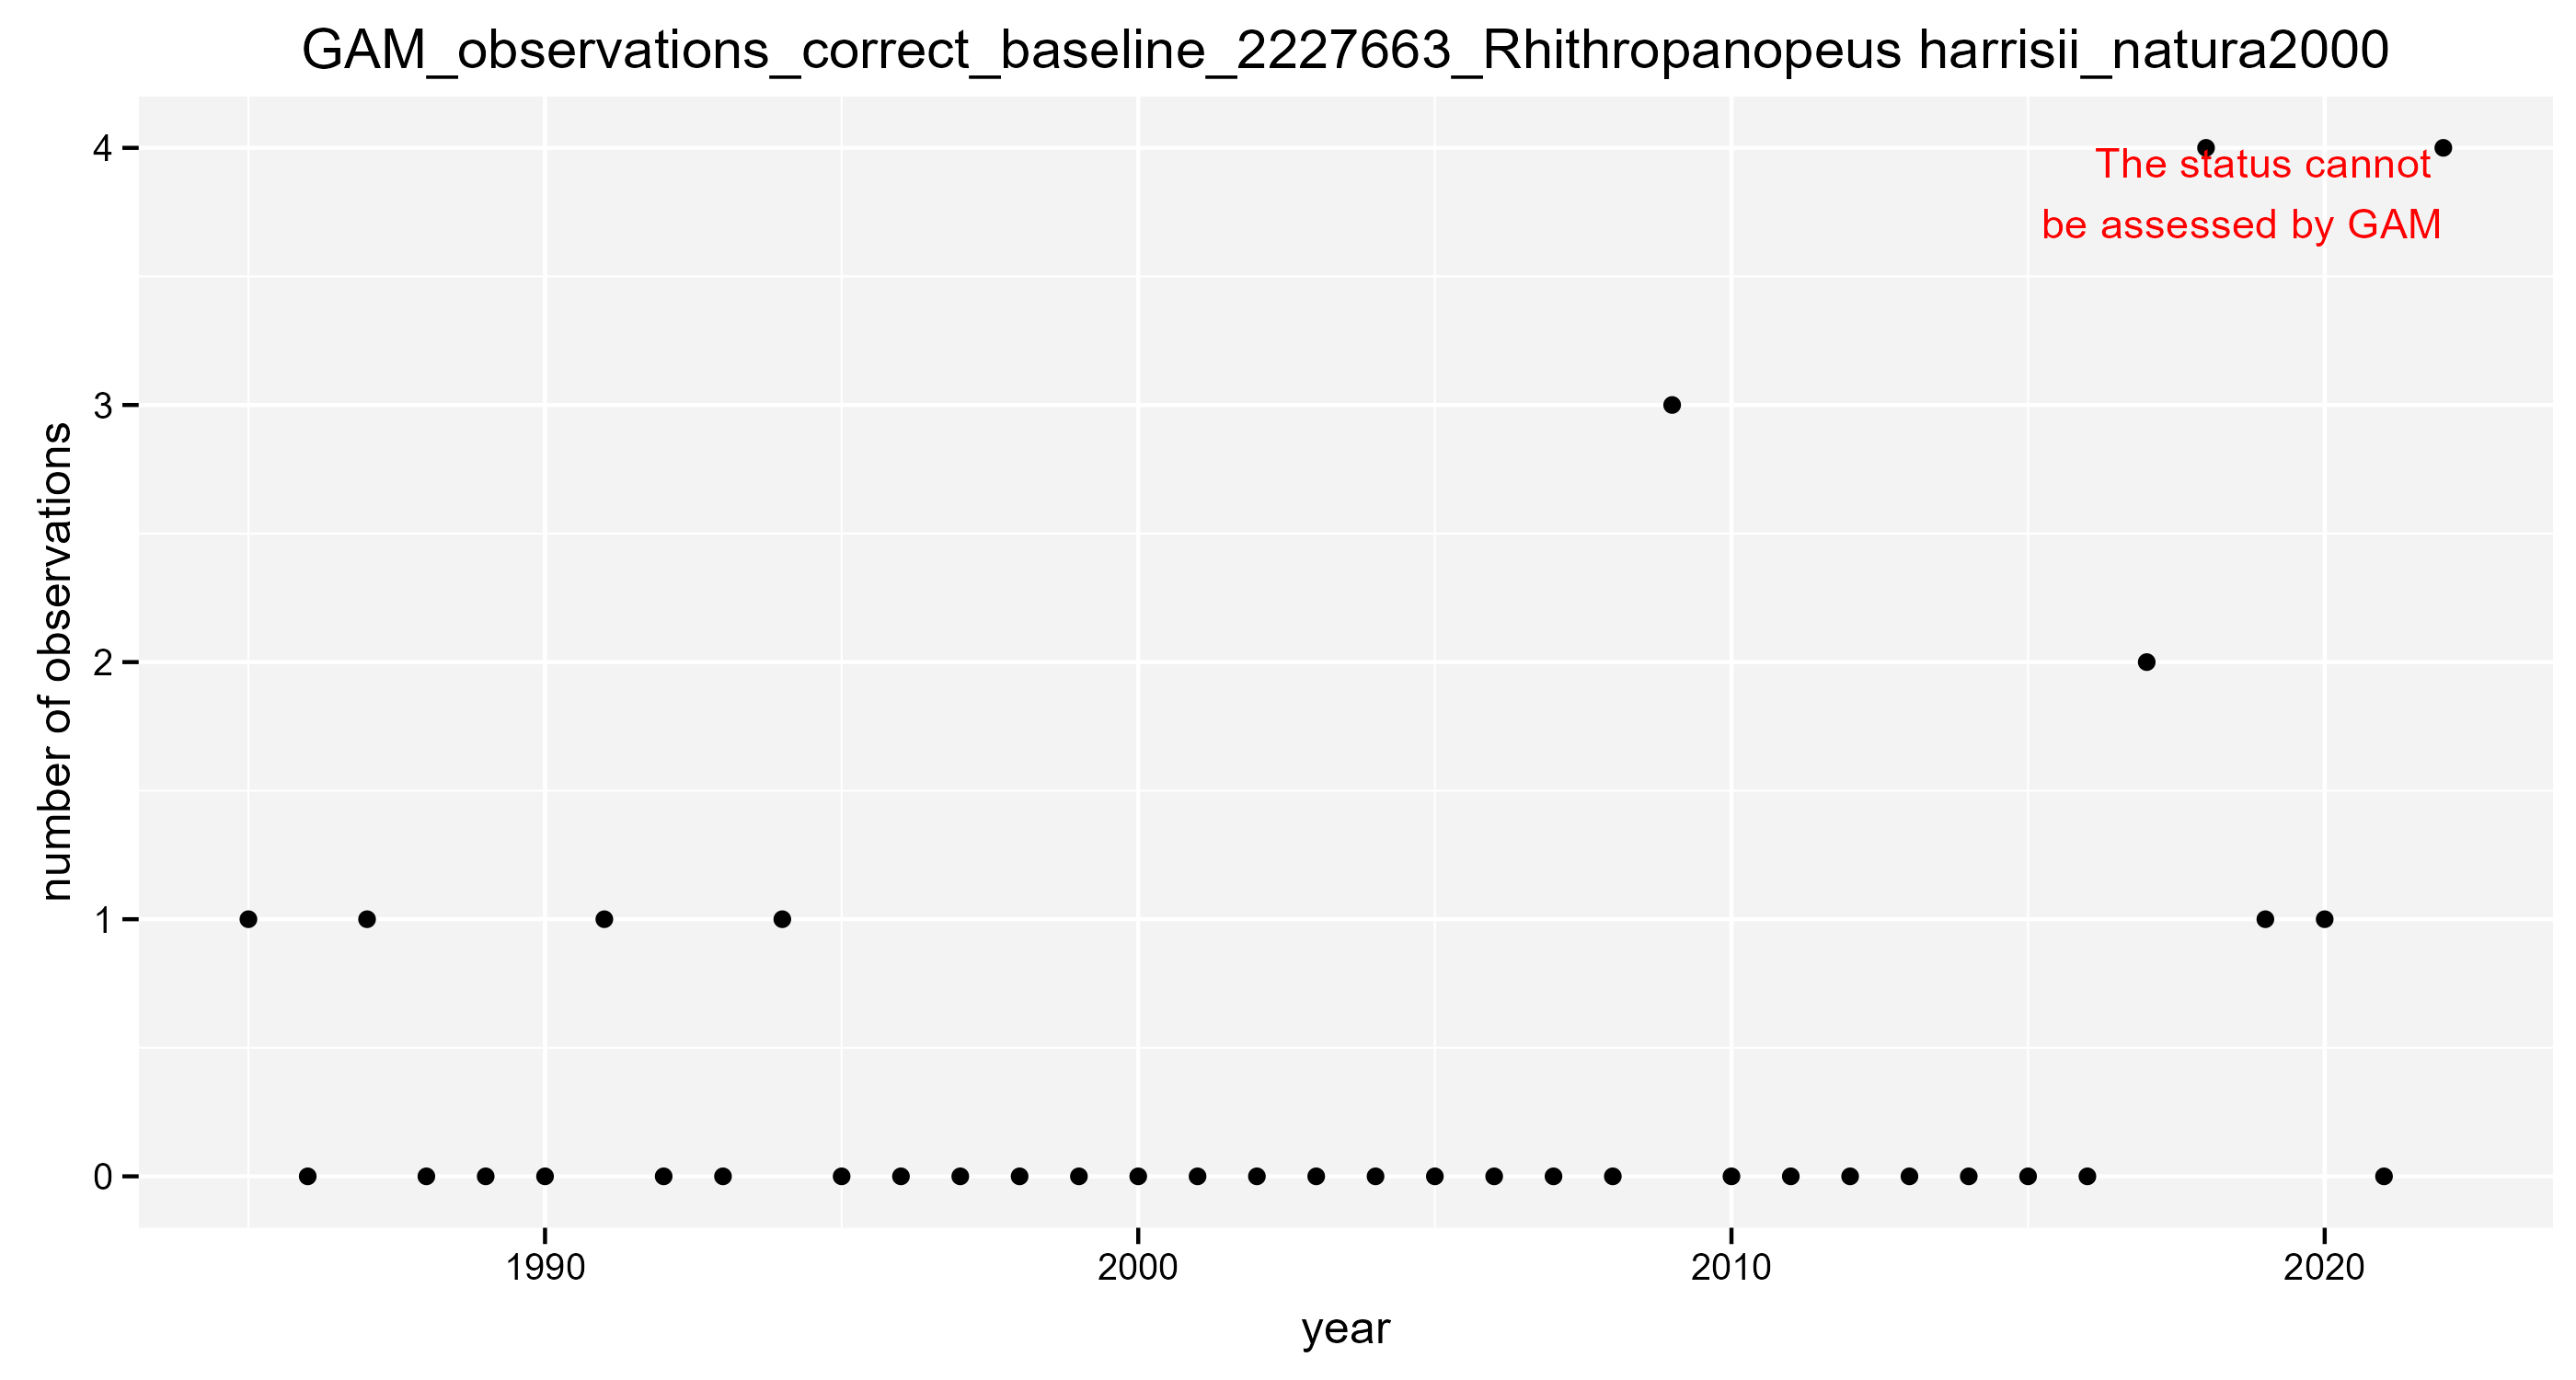 GAM_observations_correct_baseline_2227663_Rhithropanopeus harrisii_natura2000
The status cannot
be assessed by GAM
number of observations
4
3
2
1
0
1990
2000
2010
2020
year